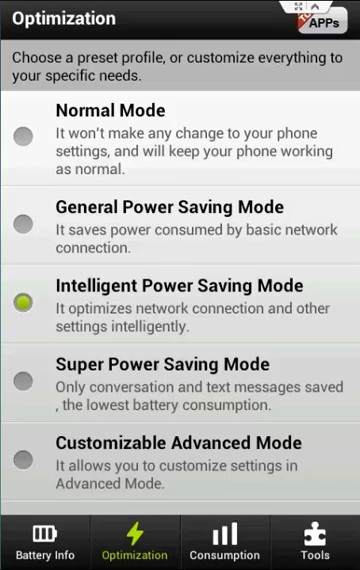 Optimization
APPs
Choose a preset profile, or customize everything to
your specific needs.
Normal Mode
It won't make any change to your phone
settings, and will keep your phone working
as normal.
General Power Saving Mode
It saves power consumed by basic network
connection.
Intelligent Power Saving Mode
It optimizes network connection and other
settings intelligently.
Super Power Saving Mode
Only conversation and text messages saved
, the lowest battery consumption.
Customizable Advanced Mode
It allows you to customize settings in
Advanced Mode.
Battery Info
Optimization
Consumption
Tools